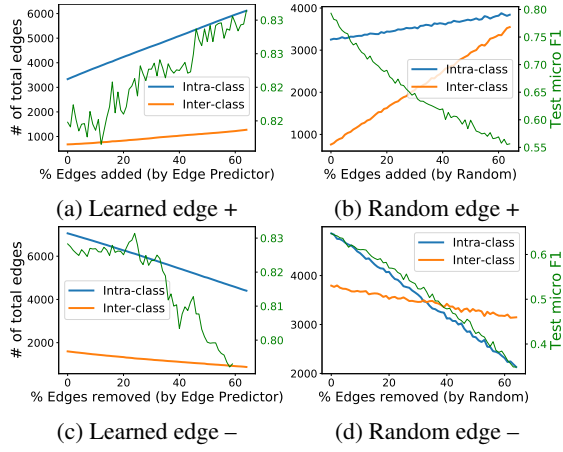 # of total edges
6000
5000
4000
3000
2000
1000
Intra-class
Inter-class
0.83
0.83
0.82
0.82
0 20 40 60
% Edges added (by Edge Predictor)
(a) Learned edge +
4000
3000
2000
1000
Intra-class
Inter-class
0.80
0.75
0.70
0.65
0.60
0.55
Test micro F1
0 20 40 60
% Edges added (by Random)
(b) Random edge +
# of total edges
6000
4000
2000
Intra-class
Inter-class
0.83
0.82
0.81
0.80
0 20 40 60
% Edges removed (by Edge Predictor)
(c) Learned edge –
4000
3000
2000
Intra-class
Inter-class
0.6
0.5
0.4
Test micro F1
0 20 40 60
% Edges removed (by Random)
(d) Random edge –